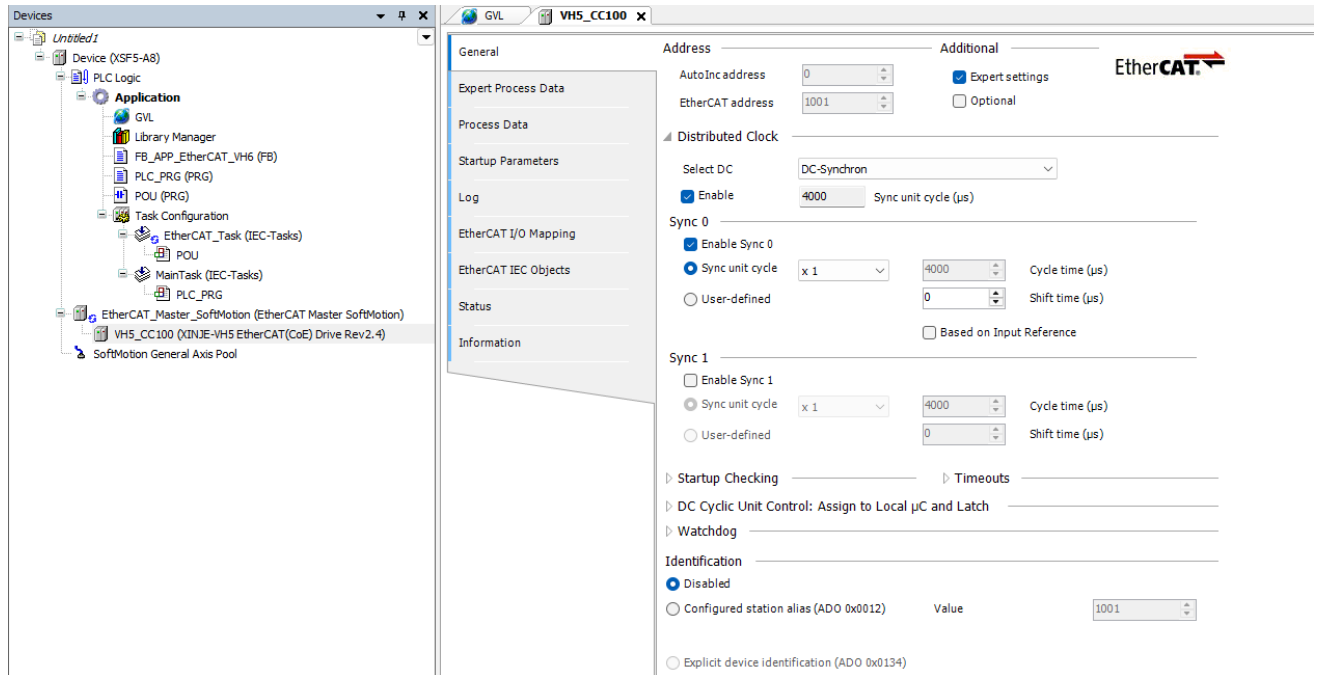 Devices
Untitled1
Device (XSF5-A8)
PLC Logic
Application
GVL
Library Manager
FB_APP_EtherCAT_VH6 (FB)
PLC_PRG (PRG)
POU (PRG)
Task Configuration
EtherCAT_Task (IEC-Tasks)
POU
MainTask (IEC-Tasks)
PLC_PRG
EtherCAT_Master_SoftMotion (EtherCAT Master SoftMotion)
VH5_CC100 (XINJE-VH5 EtherCAT(CoE) Drive Rev2.4)
SoftMotion General Axis Pool
GVL VH5_CC100
General
Expert Process Data
Process Data
Startup Parameters
Log
EtherCAT I/O Mapping
EtherCAT IEC Objects
Status
Information
Address Additional
EtherCAT.
AutoInc address 0 Expert settings
EtherCAT address 1001 Optional
Distributed Clock
Select DC DC-Synchron
Enable 4000 Sync unit cycle (µs)
Sync 0
Enable Sync 0
Sync unit cycle x 1 4000 Cycle time (µs)
User-defined 0 Shift time (µs)
Based on Input Reference
Sync 1
Enable Sync 1
Sync unit cycle x 1 4000 Cycle time (µs)
User-defined 0 Shift time (µs)
Startup Checking Timeouts
DC Cyclic Unit Control: Assign to Local µC and Latch
Watchdog
Identification
Disabled
Configured station alias (ADO 0x0012) Value 1001
Explicit device identification (ADO 0x0134)